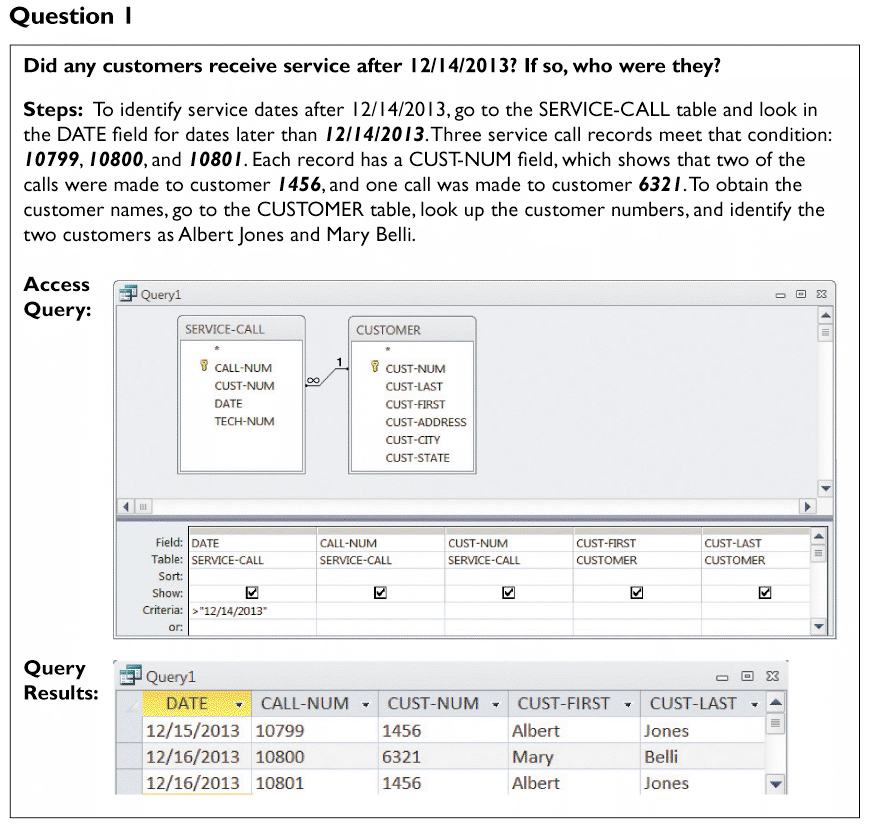 Question 1
Did any customers receive service after 12/14/2013? If so, who were they?
Steps: To identify service dates after 12/14/2013, go to the SERVICE-CALL table and look in
the DATE field for dates later than 12/14/2013. Three service call records meet that condition:
10799, 10800, and 10801. Each record has a CUST-NUM field, which shows that two of the
calls were made to customer 1456, and one call was made to customer 6321. To obtain the
customer names, go to the CUSTOMER table, look up the customer numbers, and identify the
two customers as Albert Jones and Mary Belli.
Access
Query:
Query1
SERVICE-CALL
*
CALL-NUM
CUST-NUM
DATE
TECH-NUM
∞ 1
CUSTOMER
*
CUST-NUM
CUST-LAST
CUST-FIRST
CUST-ADDRESS
CUST-CITY
CUST-STATE
Field: DATE CALL-NUM CUST-NUM CUST-FIRST CUST-LAST
Table: SERVICE-CALL SERVICE-CALL SERVICE-CALL CUSTOMER CUSTOMER
Sort:
Show:
Criteria: >"12/14/2013"
or:
Query
Results:
Query1
DATE CALL-NUM CUST-NUM CUST-FIRST CUST-LAST
12/15/2013 10799 1456 Albert Jones
12/16/2013 10800 6321 Mary Belli
12/16/2013 10801 1456 Albert Jones